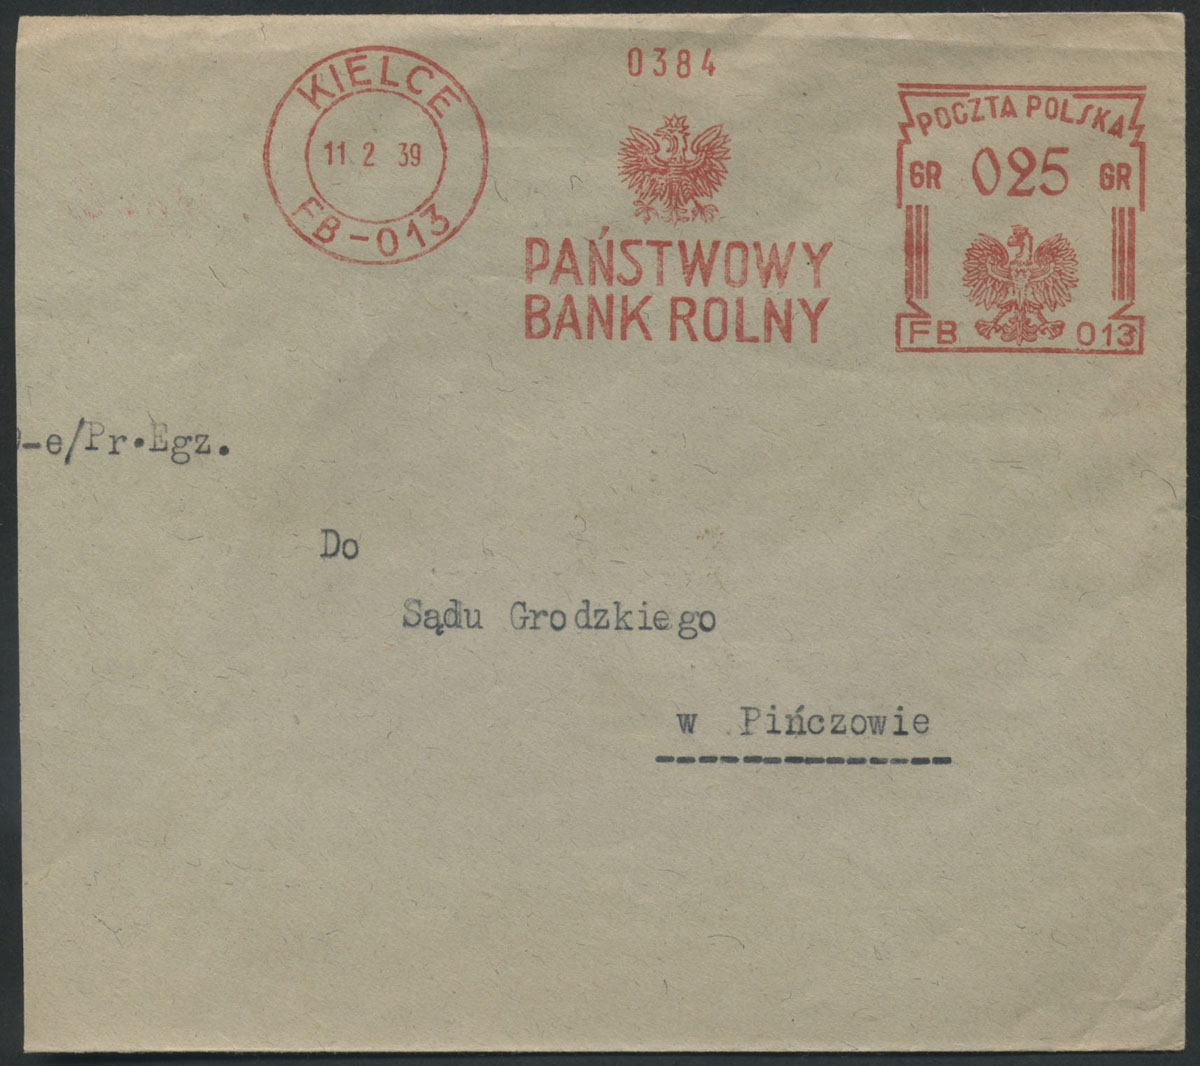 0384
KIELCE
11 2 39
FB-013
PAŃSTWOWY
BANK ROLNY
POCZTA POLSKA
GR 025 GR
FB 013
-e/Pr.Egz.
Do
Sądu Grodzkiego
w Pińczowie